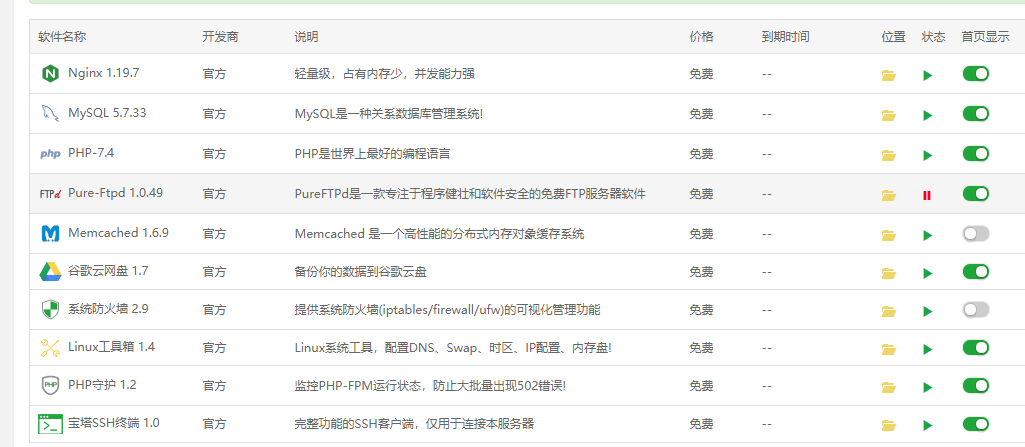 软件名称 开发商 说明 价格 到期时间 位置 状态 首页显示
Nginx 1.19.7 官方 轻量级，占有内存少，并发能力强 免费 --
MySQL 5.7.33 官方 MySQL是一种关系数据库管理系统! 免费 --
php PHP-7.4 官方 PHP是世界上最好的编程语言 免费 --
FTPd Pure-Ftpd 1.0.49 官方 PureFTPd是一款专注于程序健壮和软件安全的免费FTP服务器软件 免费 --
Memcached 1.6.9 官方 Memcached 是一个高性能的分布式内存对象缓存系统 免费 --
谷歌云网盘 1.7 官方 备份你的数据到谷歌云盘 免费 --
系统防火墙 2.9 官方 提供系统防火墙(iptables/firewall/ufw)的可视化管理功能 免费 --
Linux工具箱 1.4 官方 Linux系统工具，配置DNS、Swap、时区、IP配置、内存盘! 免费 --
PHP PHP守护 1.2 官方 监控PHP-FPM运行状态，防止大批量出现502错误! 免费 --
宝塔SSH终端 1.0 官方 完整功能的SSH客户端，仅用于连接本服务器 免费 --